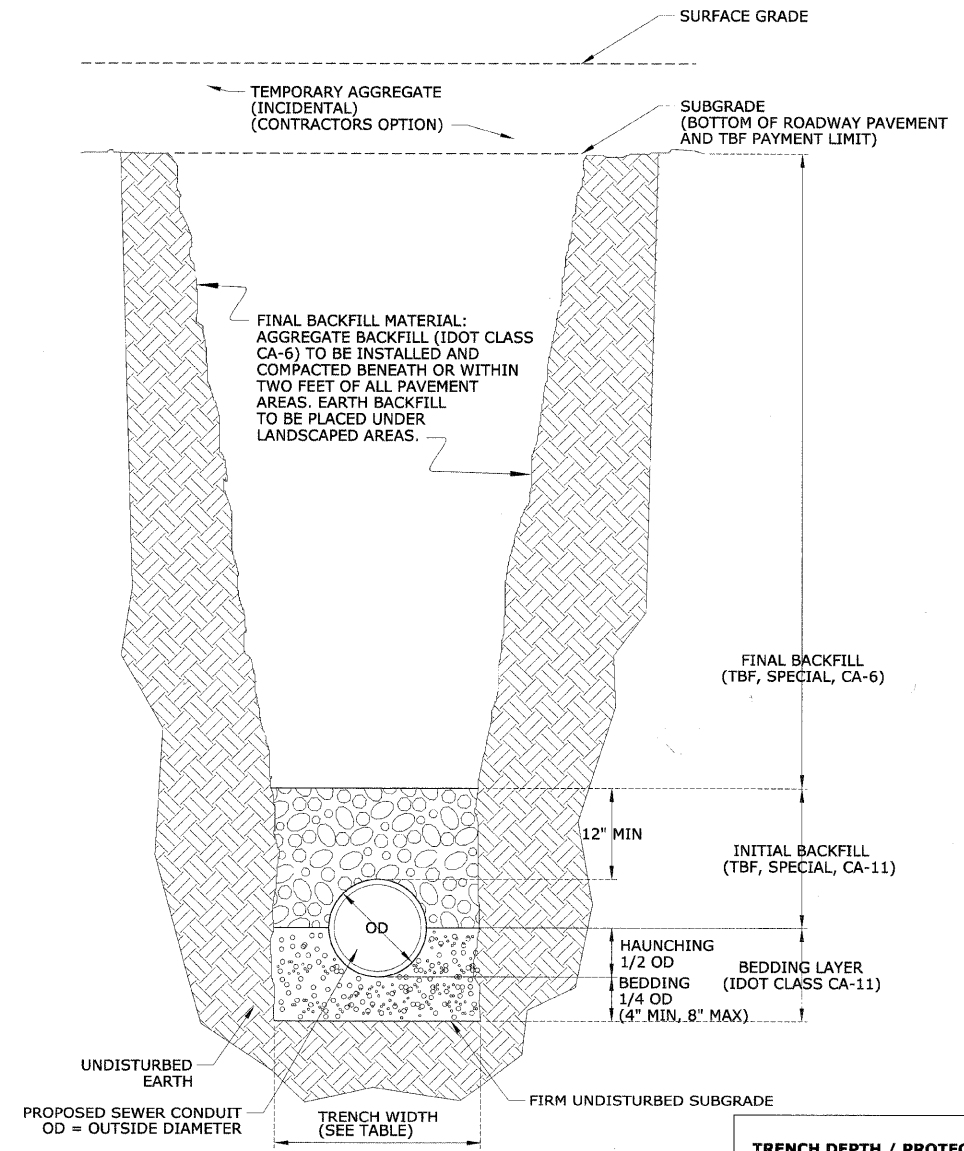 SURFACE GRADE
TEMPORARY AGGREGATE
(INCIDENTAL)
(CONTRACTORS OPTION)
SUBGRADE
(BOTTOM OF ROADWAY PAVEMENT
AND TBF PAYMENT LIMIT)
FINAL BACKFILL MATERIAL:
AGGREGATE BACKFILL (IDOT CLASS
CA-6) TO BE INSTALLED AND
COMPACTED BENEATH OR WITHIN
TWO FEET OF ALL PAVEMENT
AREAS. EARTH BACKFILL
TO BE PLACED UNDER
LANDSCAPED AREAS.
FINAL BACKFILL
(TBF, SPECIAL, CA-6)
12" MIN
INITIAL BACKFILL
(TBF, SPECIAL, CA-11)
OD
HAUNCHING
1/2 OD
BEDDING
1/4 OD
(4" MIN, 8" MAX)
BEDDING LAYER
(IDOT CLASS CA-11)
UNDISTURBED
EARTH
PROPOSED SEWER CONDUIT
OD = OUTSIDE DIAMETER
TRENCH WIDTH
(SEE TABLE)
FIRM UNDISTURBED SUBGRADE
TRENCH DEPTH /